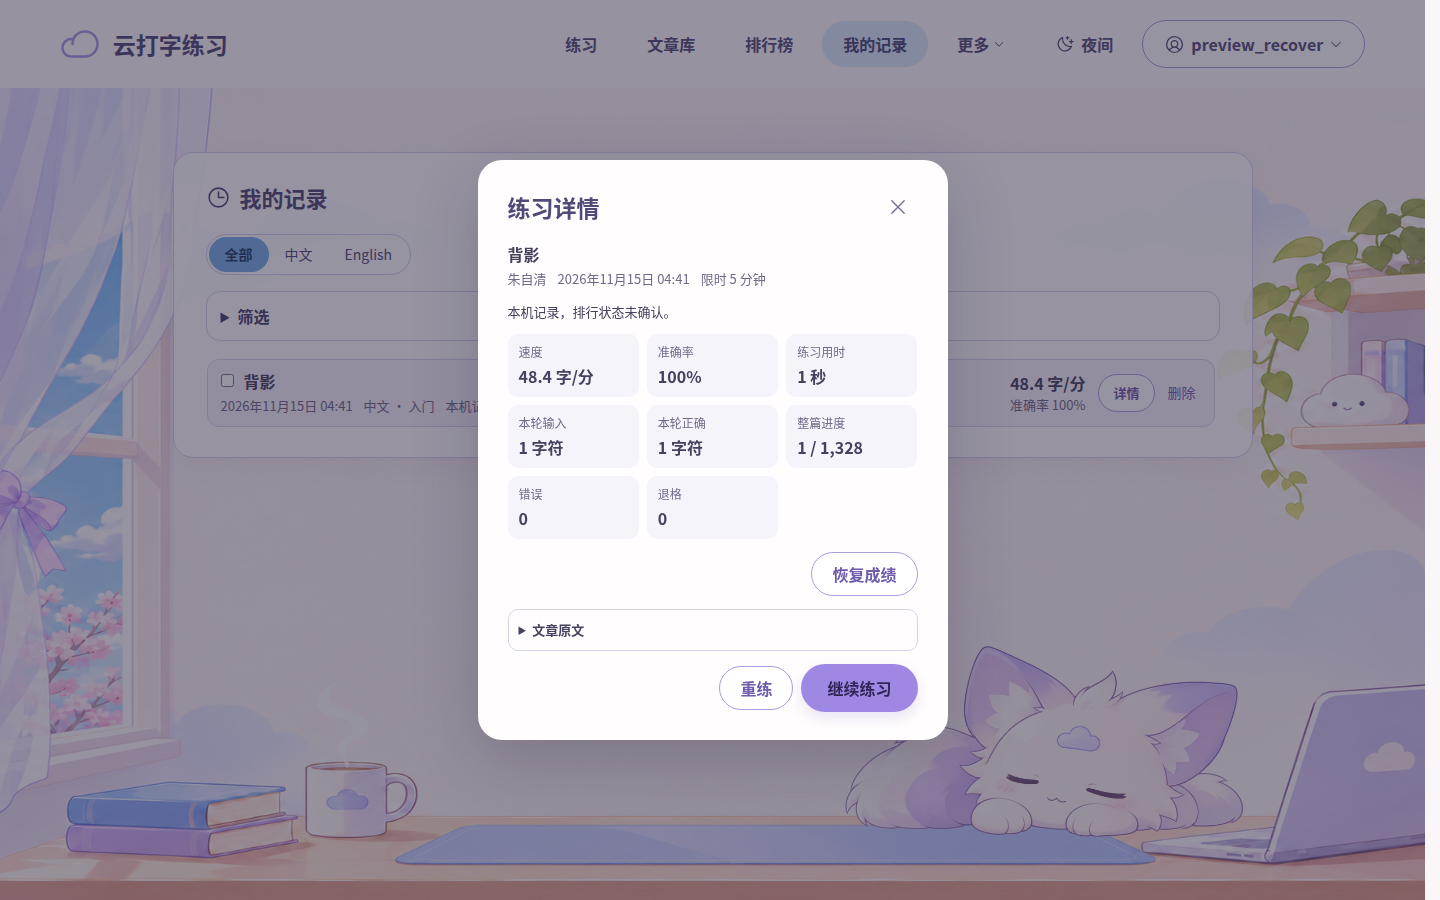 云打字练习
练习 文章库 排行榜 我的记录 更多 夜间 preview_recover
我的记录
全部 中文 English
筛选
背影
2026年11月15日 04:41 中文 · 入门 本机
48.4 字/分
准确率 100%
详情 删除
练习详情
背影
朱自清 2026年11月15日 04:41 限时 5 分钟
本机记录，排行状态未确认。
速度 准确率 练习用时
48.4 字/分 100% 1 秒
本轮输入 本轮正确 整篇进度
1 字符 1 字符 1 / 1,328
错误 退格
0 0
恢复成绩
文章原文
重练 继续练习